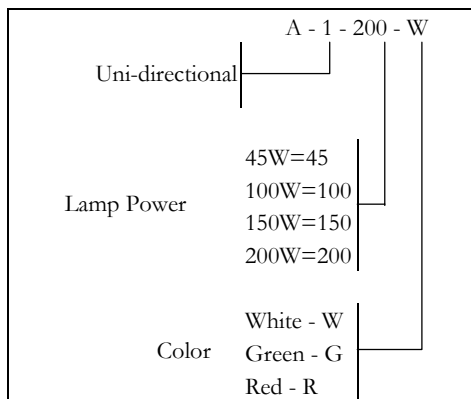 A - 1 - 200 - W
Uni-directional
45W=45
100W=100
Lamp Power
150W=150
200W=200
White - W
Color
Green - G
Red - R